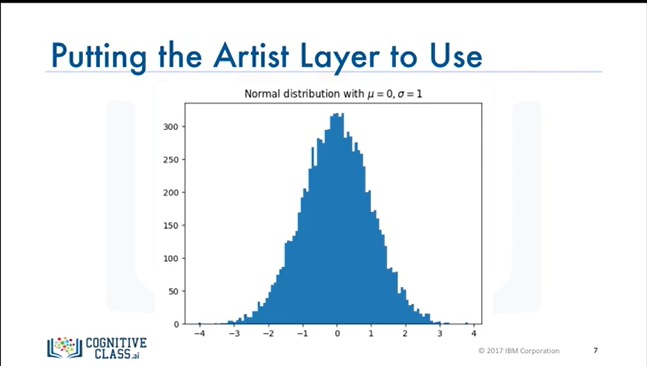 Putting the Artist Layer to Use
Normal distribution with μ = 0, σ = 1
300
250
200
150
100
50
0
−4 −3 −2 −1 0 1 2 3 4
COGNITIVE
CLASS.ai
© 2017 IBM Corporation 7